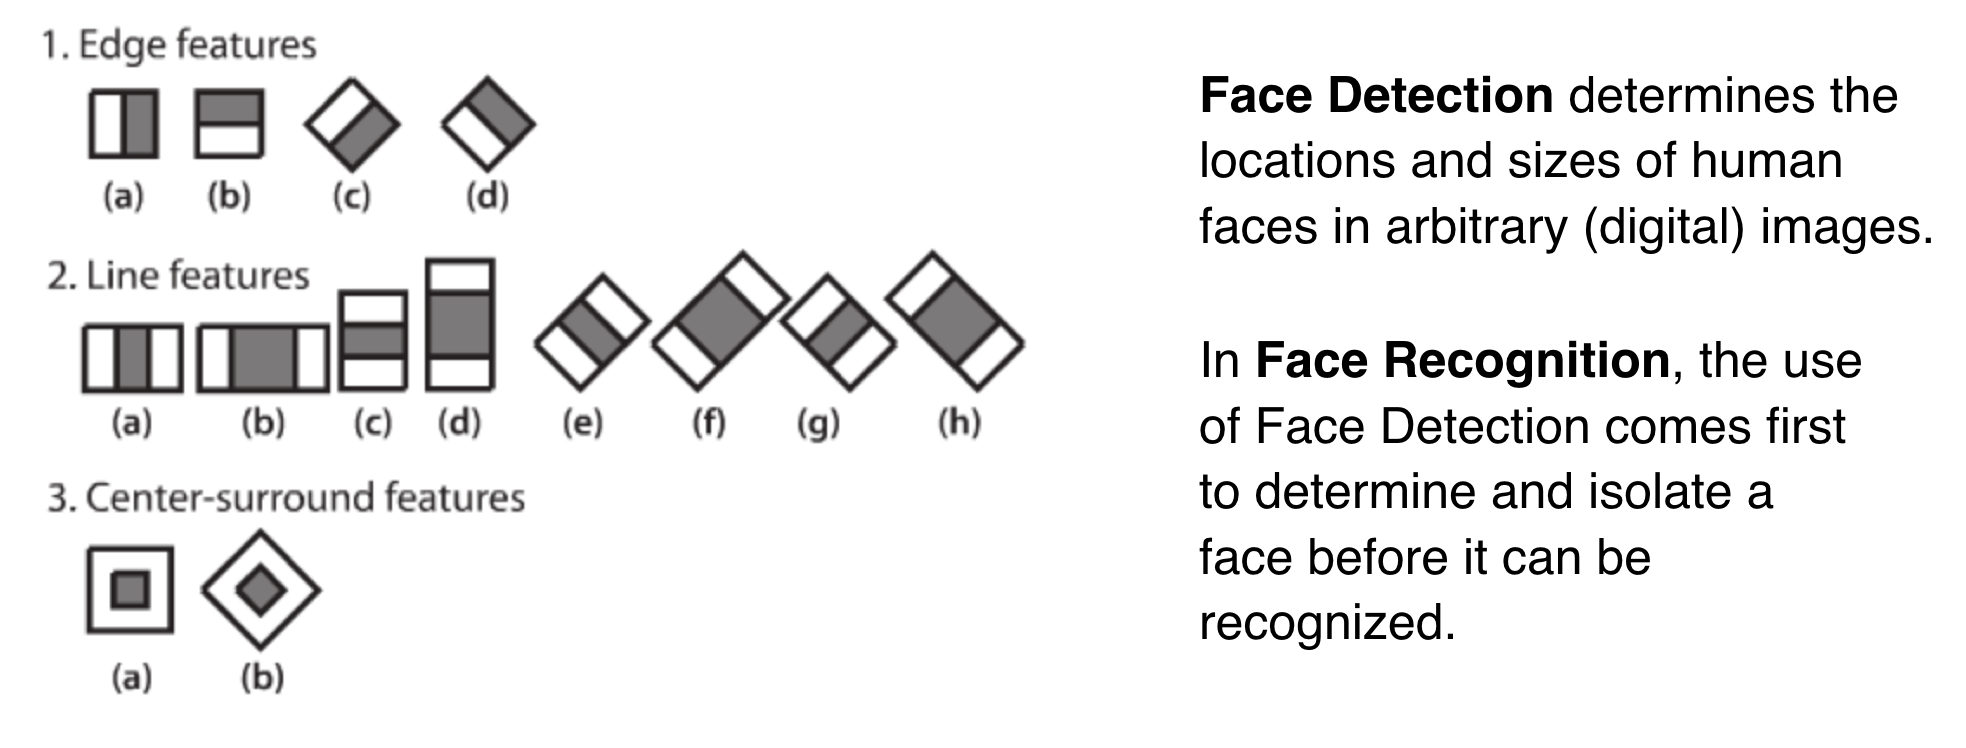 1. Edge features
(a) (b) (c) (d)
2. Line features
(a) (b) (c) (d) (e) (f) (g) (h)
3. Center-surround features
(a) (b)
Face Detection determines the
locations and sizes of human
faces in arbitrary (digital) images.
In Face Recognition, the use
of Face Detection comes first
to determine and isolate a
face before it can be
recognized.